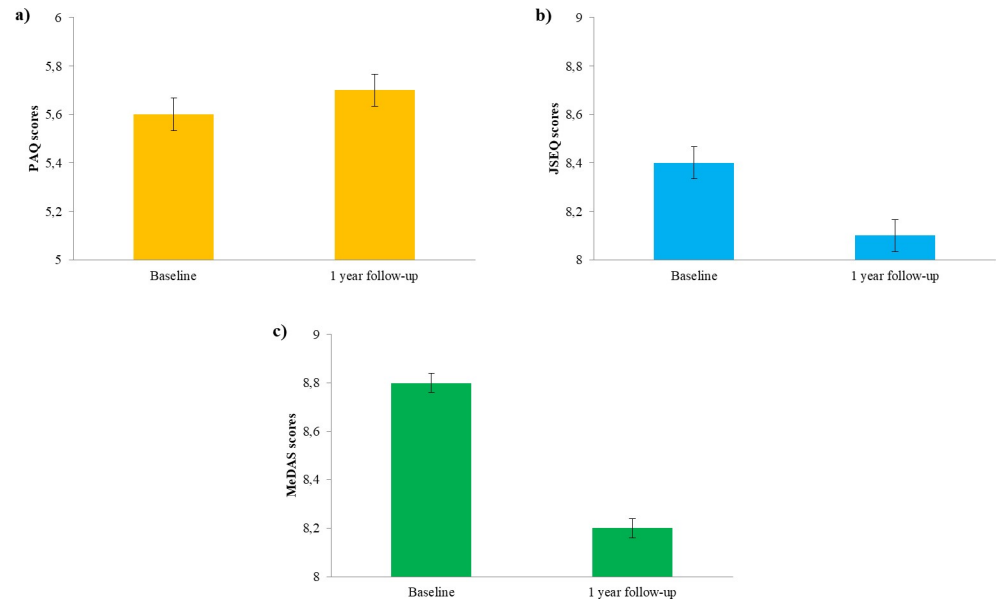 a)
6
5,8
5,6
5,4
5,2
5
PAQ scores
Baseline
1 year follow-up
b)
9
8,8
8,6
8,4
8,2
8
JSEQ scores
Baseline
1 year follow-up
c)
9
8,8
8,6
8,4
8,2
8
MeDAS scores
Baseline
1 year follow-up